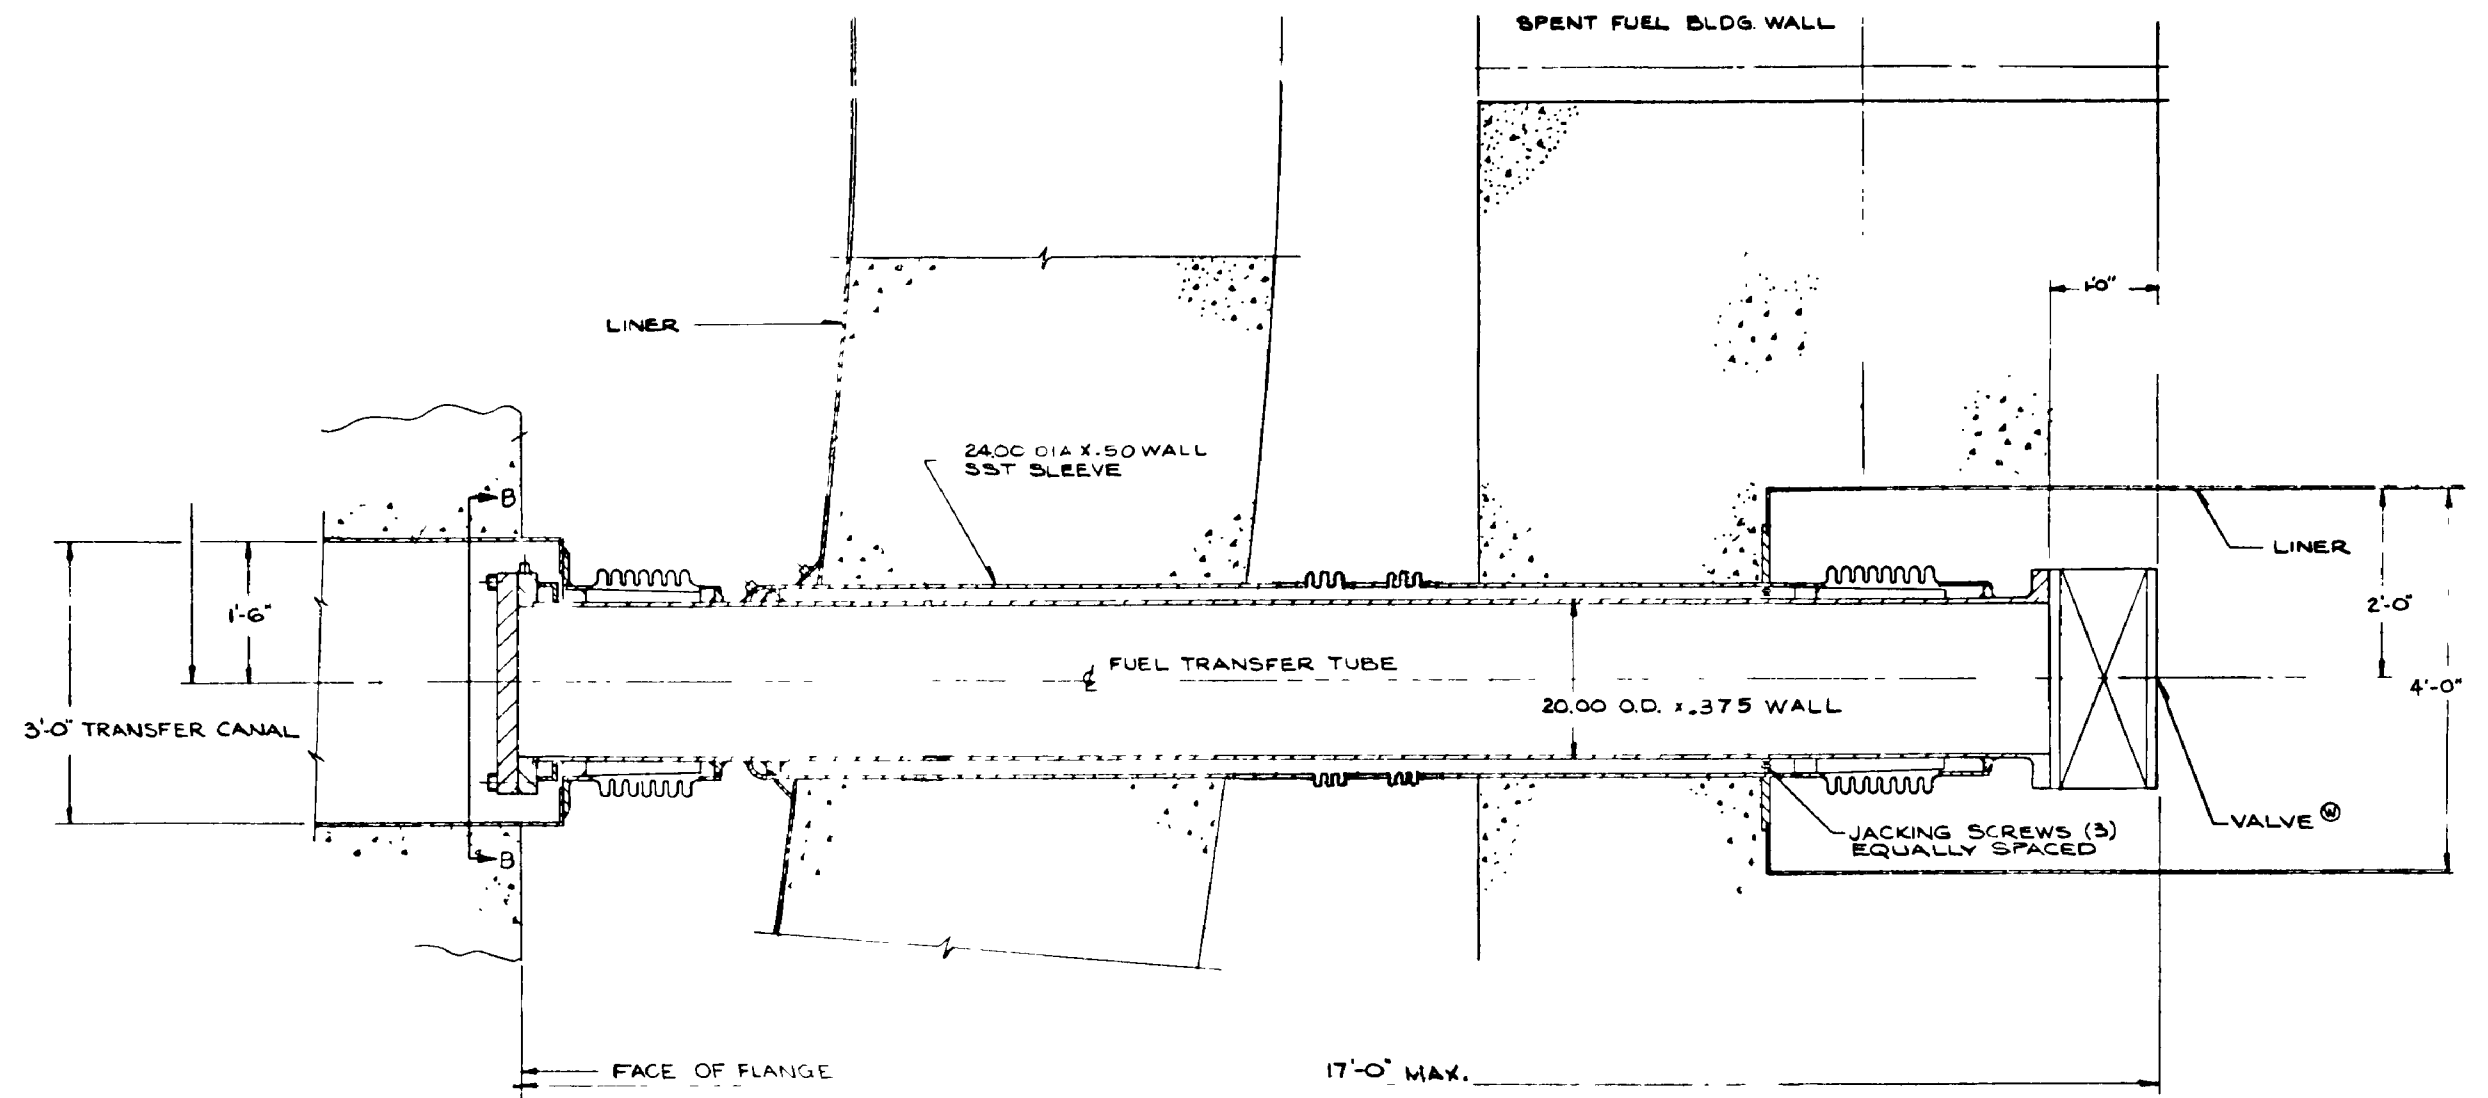 SPENT FUEL BLDG. WALL
1'-0"
LINER
24.00 DIA X .50 WALL
SST SLEEVE
B
LINER
1'-6"
2'-0"
℄ FUEL TRANSFER TUBE
4'-0"
20.00 O.D. x .375 WALL
3'-0" TRANSFER CANAL
VALVE Ⓦ
JACKING SCREWS (3)
EQUALLY SPACED
B
FACE OF FLANGE
17'-0" MAX.